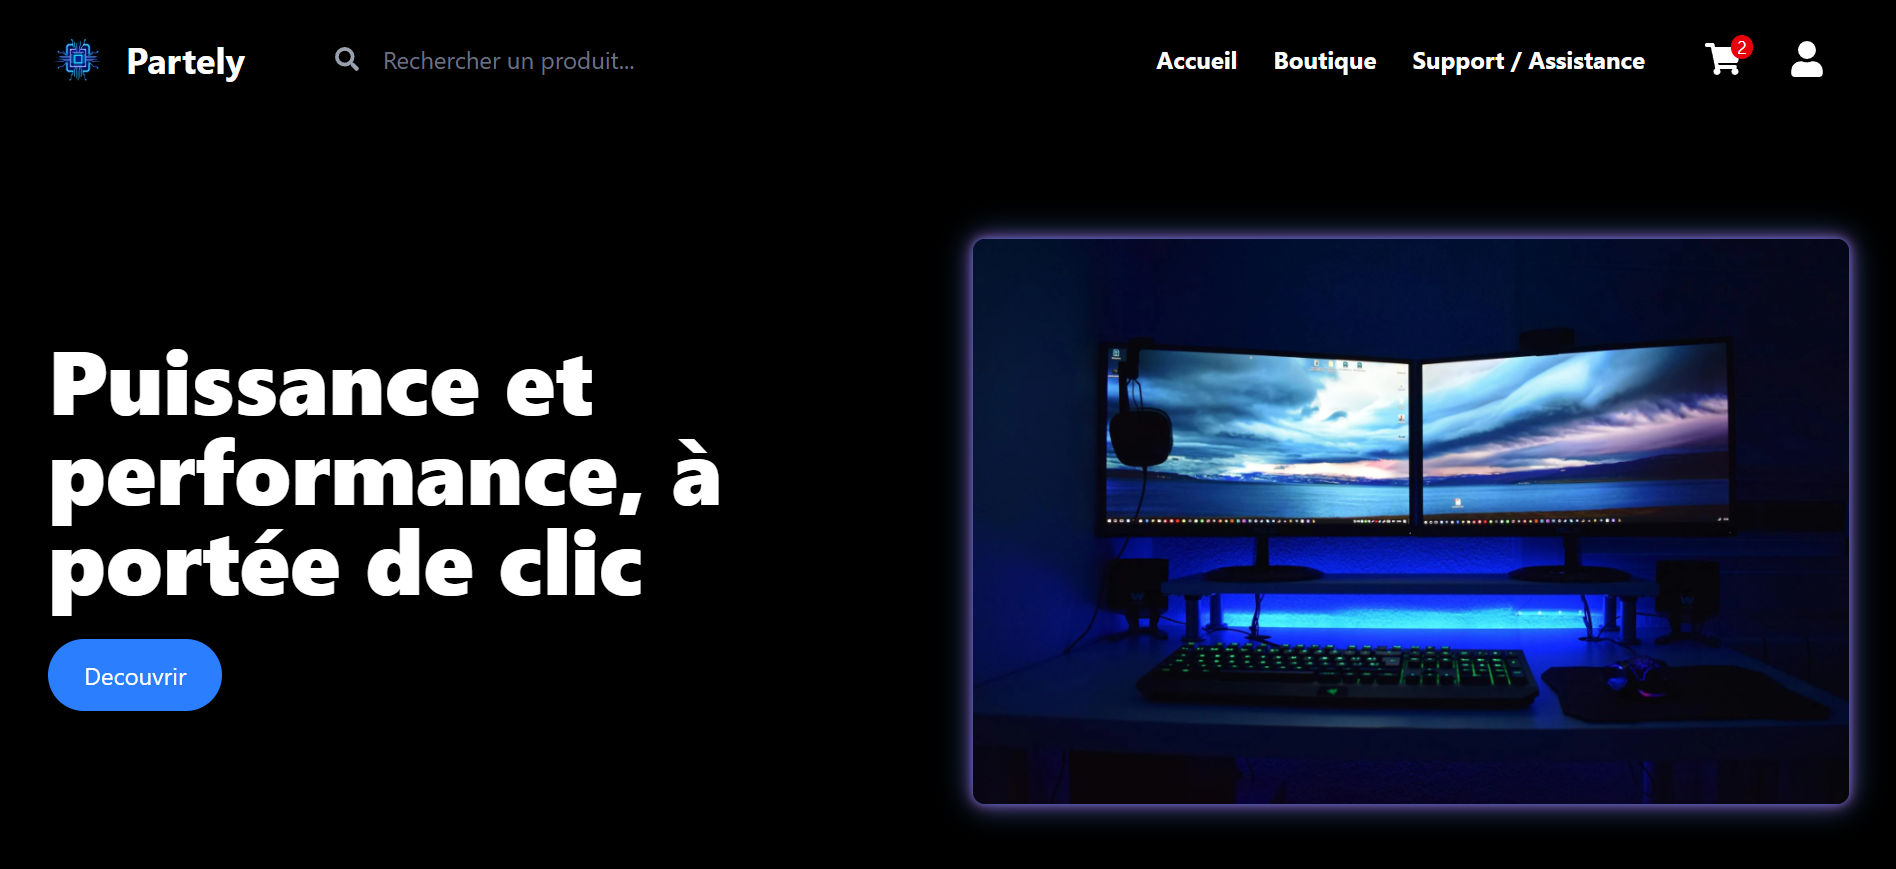 Partely
Rechercher un produit...
Accueil
Boutique
Support / Assistance
2
Puissance et
performance, à
portée de clic
Decouvrir